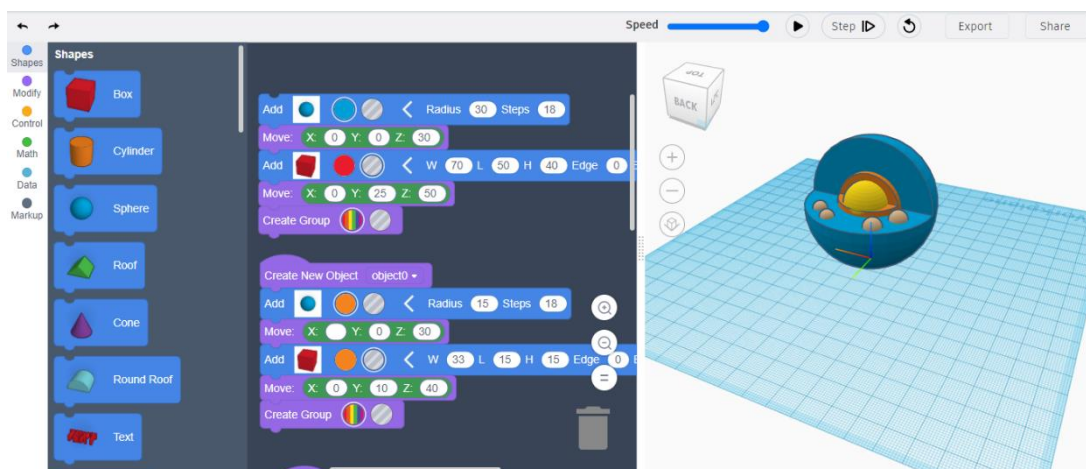 Speed Step Export Share
Shapes
Modify
Control
Math
Data
Markup
Shapes
Box
Cylinder
Sphere
Roof
Cone
Round Roof
Text
Add Radius 30 Steps 18
Move: X: 0 Y: 0 Z: 30
Add W 70 L 50 H 40 Edge 0
Move: X: 0 Y: 25 Z: 50
Create Group
Create New Object object0
Add Radius 15 Steps 18
Move: X: Y: 0 Z: 30
Add W 33 L 15 H 15 Edge 0
Move: X: 0 Y: 10 Z: 40
Create Group
TOP
BACK